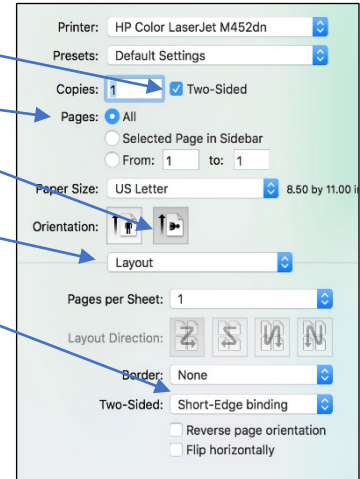 Printer: HP Color LaserJet M452dn
Presets: Default Settings
Copies: 1 Two-Sided
Pages: All
Selected Page in Sidebar
From: 1 to: 1
Paper Size: US Letter 8.50 by 11.00 i
Orientation:
Layout
Pages per Sheet: 1
Layout Direction:
Border: None
Two-Sided: Short-Edge binding
Reverse page orientation
Flip horizontally